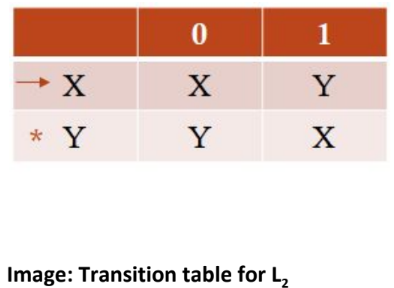 0 1
→ X X Y
* Y Y X
Image: Transition table for L₂